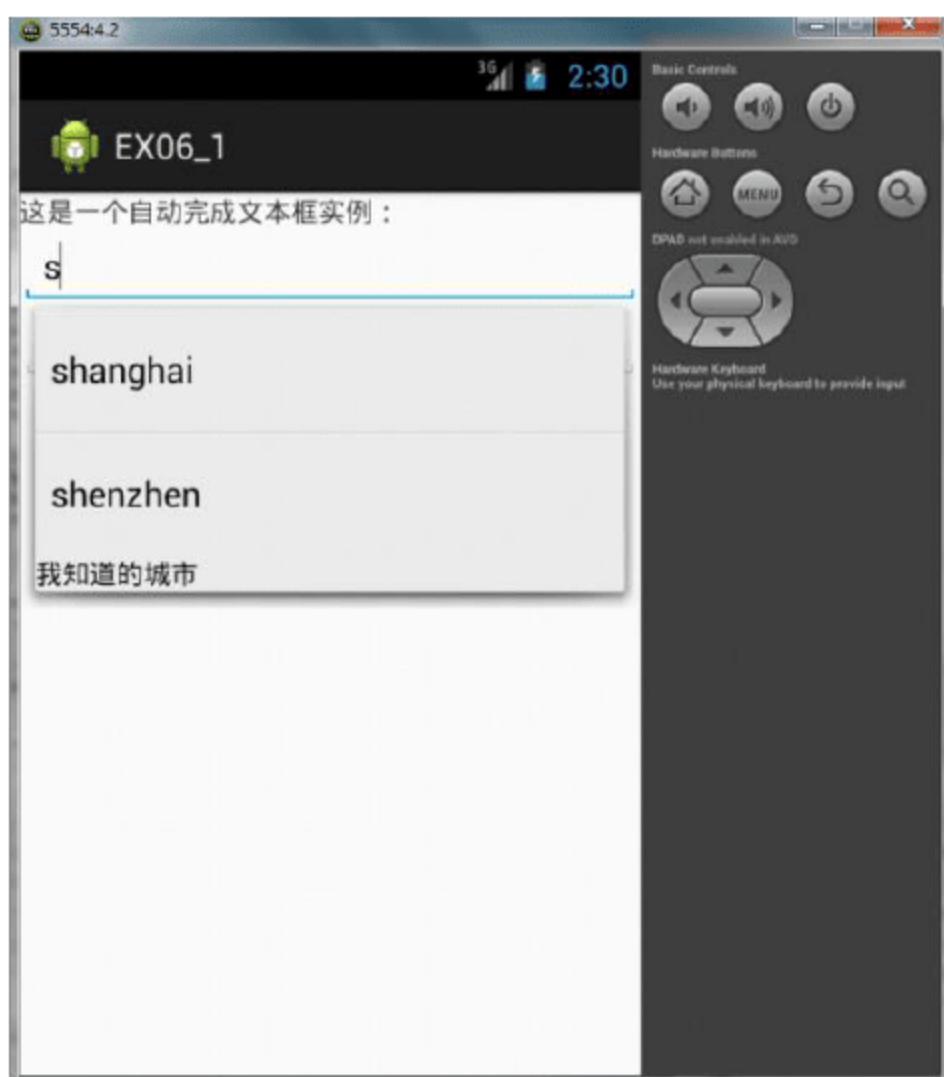 5554:4.2
3G 2:30
EX06_1
这是一个自动完成文本框实例：
s
shanghai
shenzhen
我知道的城市
Basic Controls
Hardware Buttons
MENU
DPAD not enabled in AVD
Hardware Keyboard
Use your physical keyboard to provide input